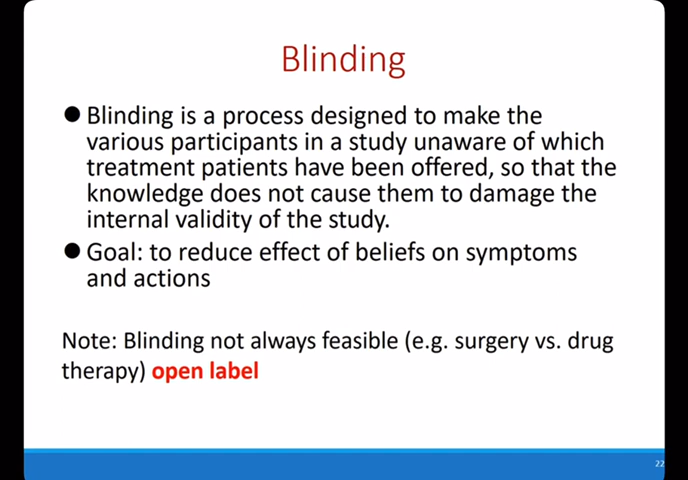 Blinding
● Blinding is a process designed to make the
various participants in a study unaware of which
treatment patients have been offered, so that the
knowledge does not cause them to damage the
internal validity of the study.
● Goal: to reduce effect of beliefs on symptoms
and actions
Note: Blinding not always feasible (e.g. surgery vs. drug
therapy) open label
22